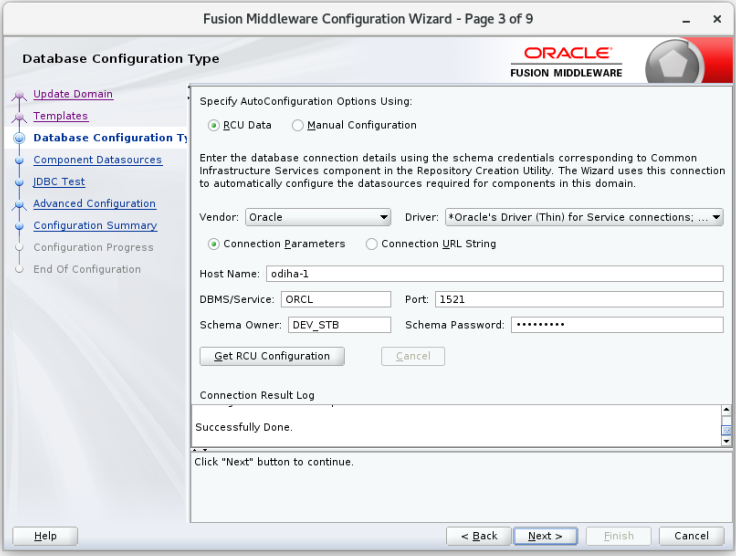 Fusion Middleware Configuration Wizard - Page 3 of 9
Database Configuration Type
ORACLE
FUSION MIDDLEWARE
Update Domain
Templates
Database Configuration Ty
Component Datasources
JDBC Test
Advanced Configuration
Configuration Summary
Configuration Progress
End Of Configuration
Specify AutoConfiguration Options Using:
RCU Data Manual Configuration
Enter the database connection details using the schema credentials corresponding to Common
Infrastructure Services component in the Repository Creation Utility. The Wizard uses this connection
to automatically configure the datasources required for components in this domain.
Vendor: Oracle Driver: *Oracle's Driver (Thin) for Service connections; ...
Connection Parameters Connection URL String
Host Name: odiha-1
DBMS/Service: ORCL Port: 1521
Schema Owner: DEV_STB Schema Password: •••••••••
Get RCU Configuration Cancel
Connection Result Log
Successfully Done.
Click "Next" button to continue.
Help < Back Next > Finish Cancel